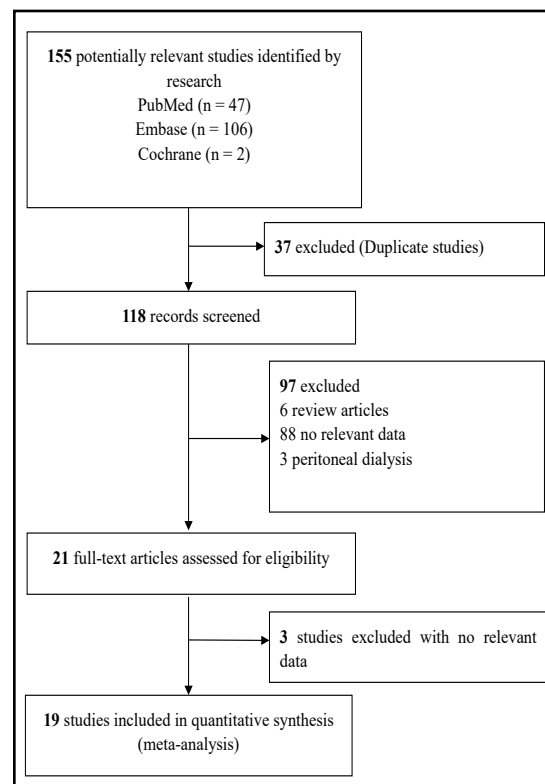 155 potentially relevant studies identified by
research
PubMed (n = 47)
Embase (n = 106)
Cochrane (n = 2)
37 excluded (Duplicate studies)
118 records screened
97 excluded
6 review articles
88 no relevant data
3 peritoneal dialysis
21 full-text articles assessed for eligibility
3 studies excluded with no relevant
data
19 studies included in quantitative synthesis
(meta-analysis)